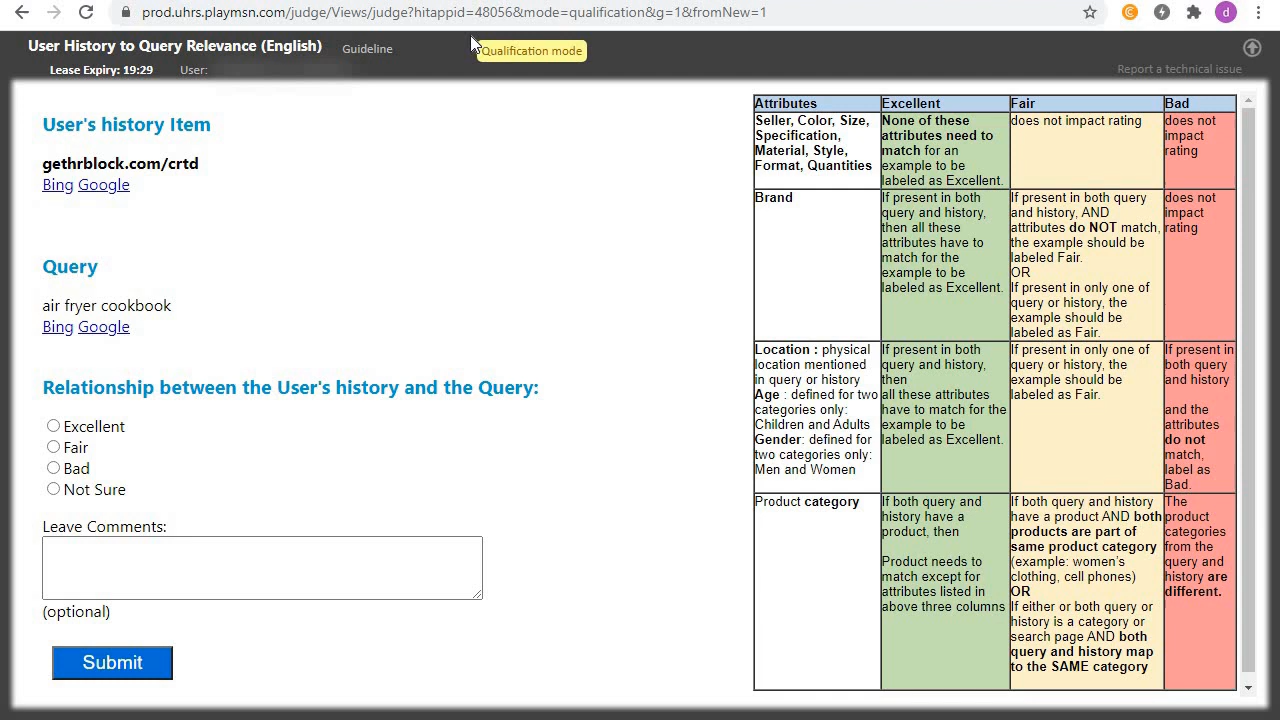 prod.uhrs.playmsn.com/judge/Views/judge?hitappid=48056&mode=qualification&g=1&fromNew=1
d
User History to Query Relevance (English)
Guideline
Qualification mode
Lease Expiry: 19:29
User:
Report a technical issue
User's history Item
gethrblock.com/crtd
Bing Google
Query
air fryer cookbook
Bing Google
Relationship between the User's history and the Query:
Excellent
Fair
Bad
Not Sure
Leave Comments:
(optional)
Submit
Attributes
Excellent
Fair
Bad
Seller, Color, Size,
Specification,
Material, Style,
Format, Quantities
None of these
attributes need to
match for an
example to be
labeled as Excellent.
does not impact rating
does not
impact
rating
Brand
If present in both
query and history,
then all these
attributes have to
match for the
example to be
labeled as Excellent.
If present in both query
and history, AND
attributes do NOT match,
the example should be
labeled Fair.
OR
If present in only one of
query or history, the
example should be
labeled as Fair.
does not
impact
rating
Location : physical
location mentioned
in query or history
Age : defined for two
categories only:
Children and Adults
Gender: defined for
two categories only:
Men and Women
If present in both
query and history,
then
all these attributes
have to match for the
example to be
labeled as Excellent.
If present in only one of
query or history, the
example should be
labeled as Fair.
If present in
both query
and history
and the
attributes
do not
match,
label as
Bad.
Product category
If both query and
history have a
product, then
Product needs to
match except for
attributes listed in
above three columns
If both query and history
have a product AND both
products are part of
same product category
(example: women's
clothing, cell phones)
OR
If either or both query or
history is a category or
search page AND both
query and history map
to the SAME category
The
product
categories
from the
query and
history are
different.